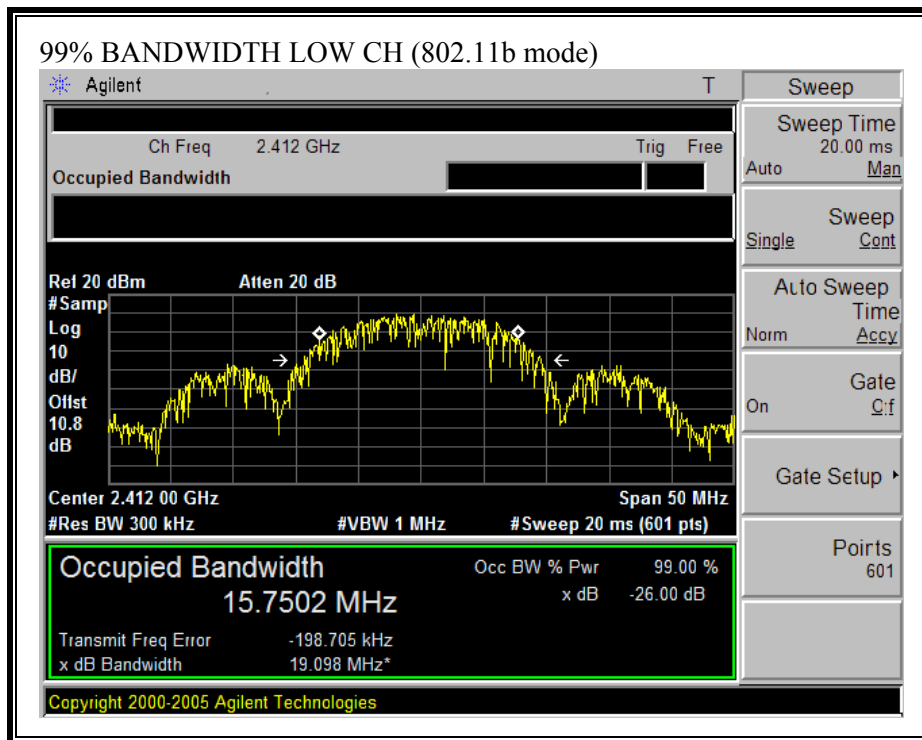 99% BANDWIDTH LOW CH (802.11b mode)
Agilent T
Ch Freq 2.412 GHz Trig Free
Occupied Bandwidth
Ref 20 dBm Atten 20 dB
#Samp
Log
10
dB/
Offst
10.8
dB
Center 2.412 00 GHz Span 50 MHz
#Res BW 300 kHz #VBW 1 MHz #Sweep 20 ms (601 pts)
Occupied Bandwidth
15.7502 MHz
Occ BW % Pwr 99.00 %
x dB -26.00 dB
Transmit Freq Error -198.705 kHz
x dB Bandwidth 19.098 MHz*
Copyright 2000-2005 Agilent Technologies
Sweep
Sweep Time
20.00 ms
Auto Man
Sweep
Single Cont
Auto Sweep
Time
Norm Accy
Gate
On Off
Gate Setup
Points
601